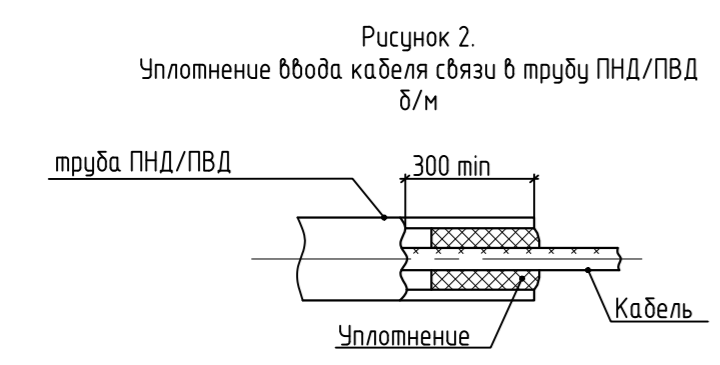 Рисунок 2.
Уплотнение ввода кабеля связи в трубу ПНД/ПВД
б/м
труба ПНД/ПВД
300 min
Кабель
Уплотнение